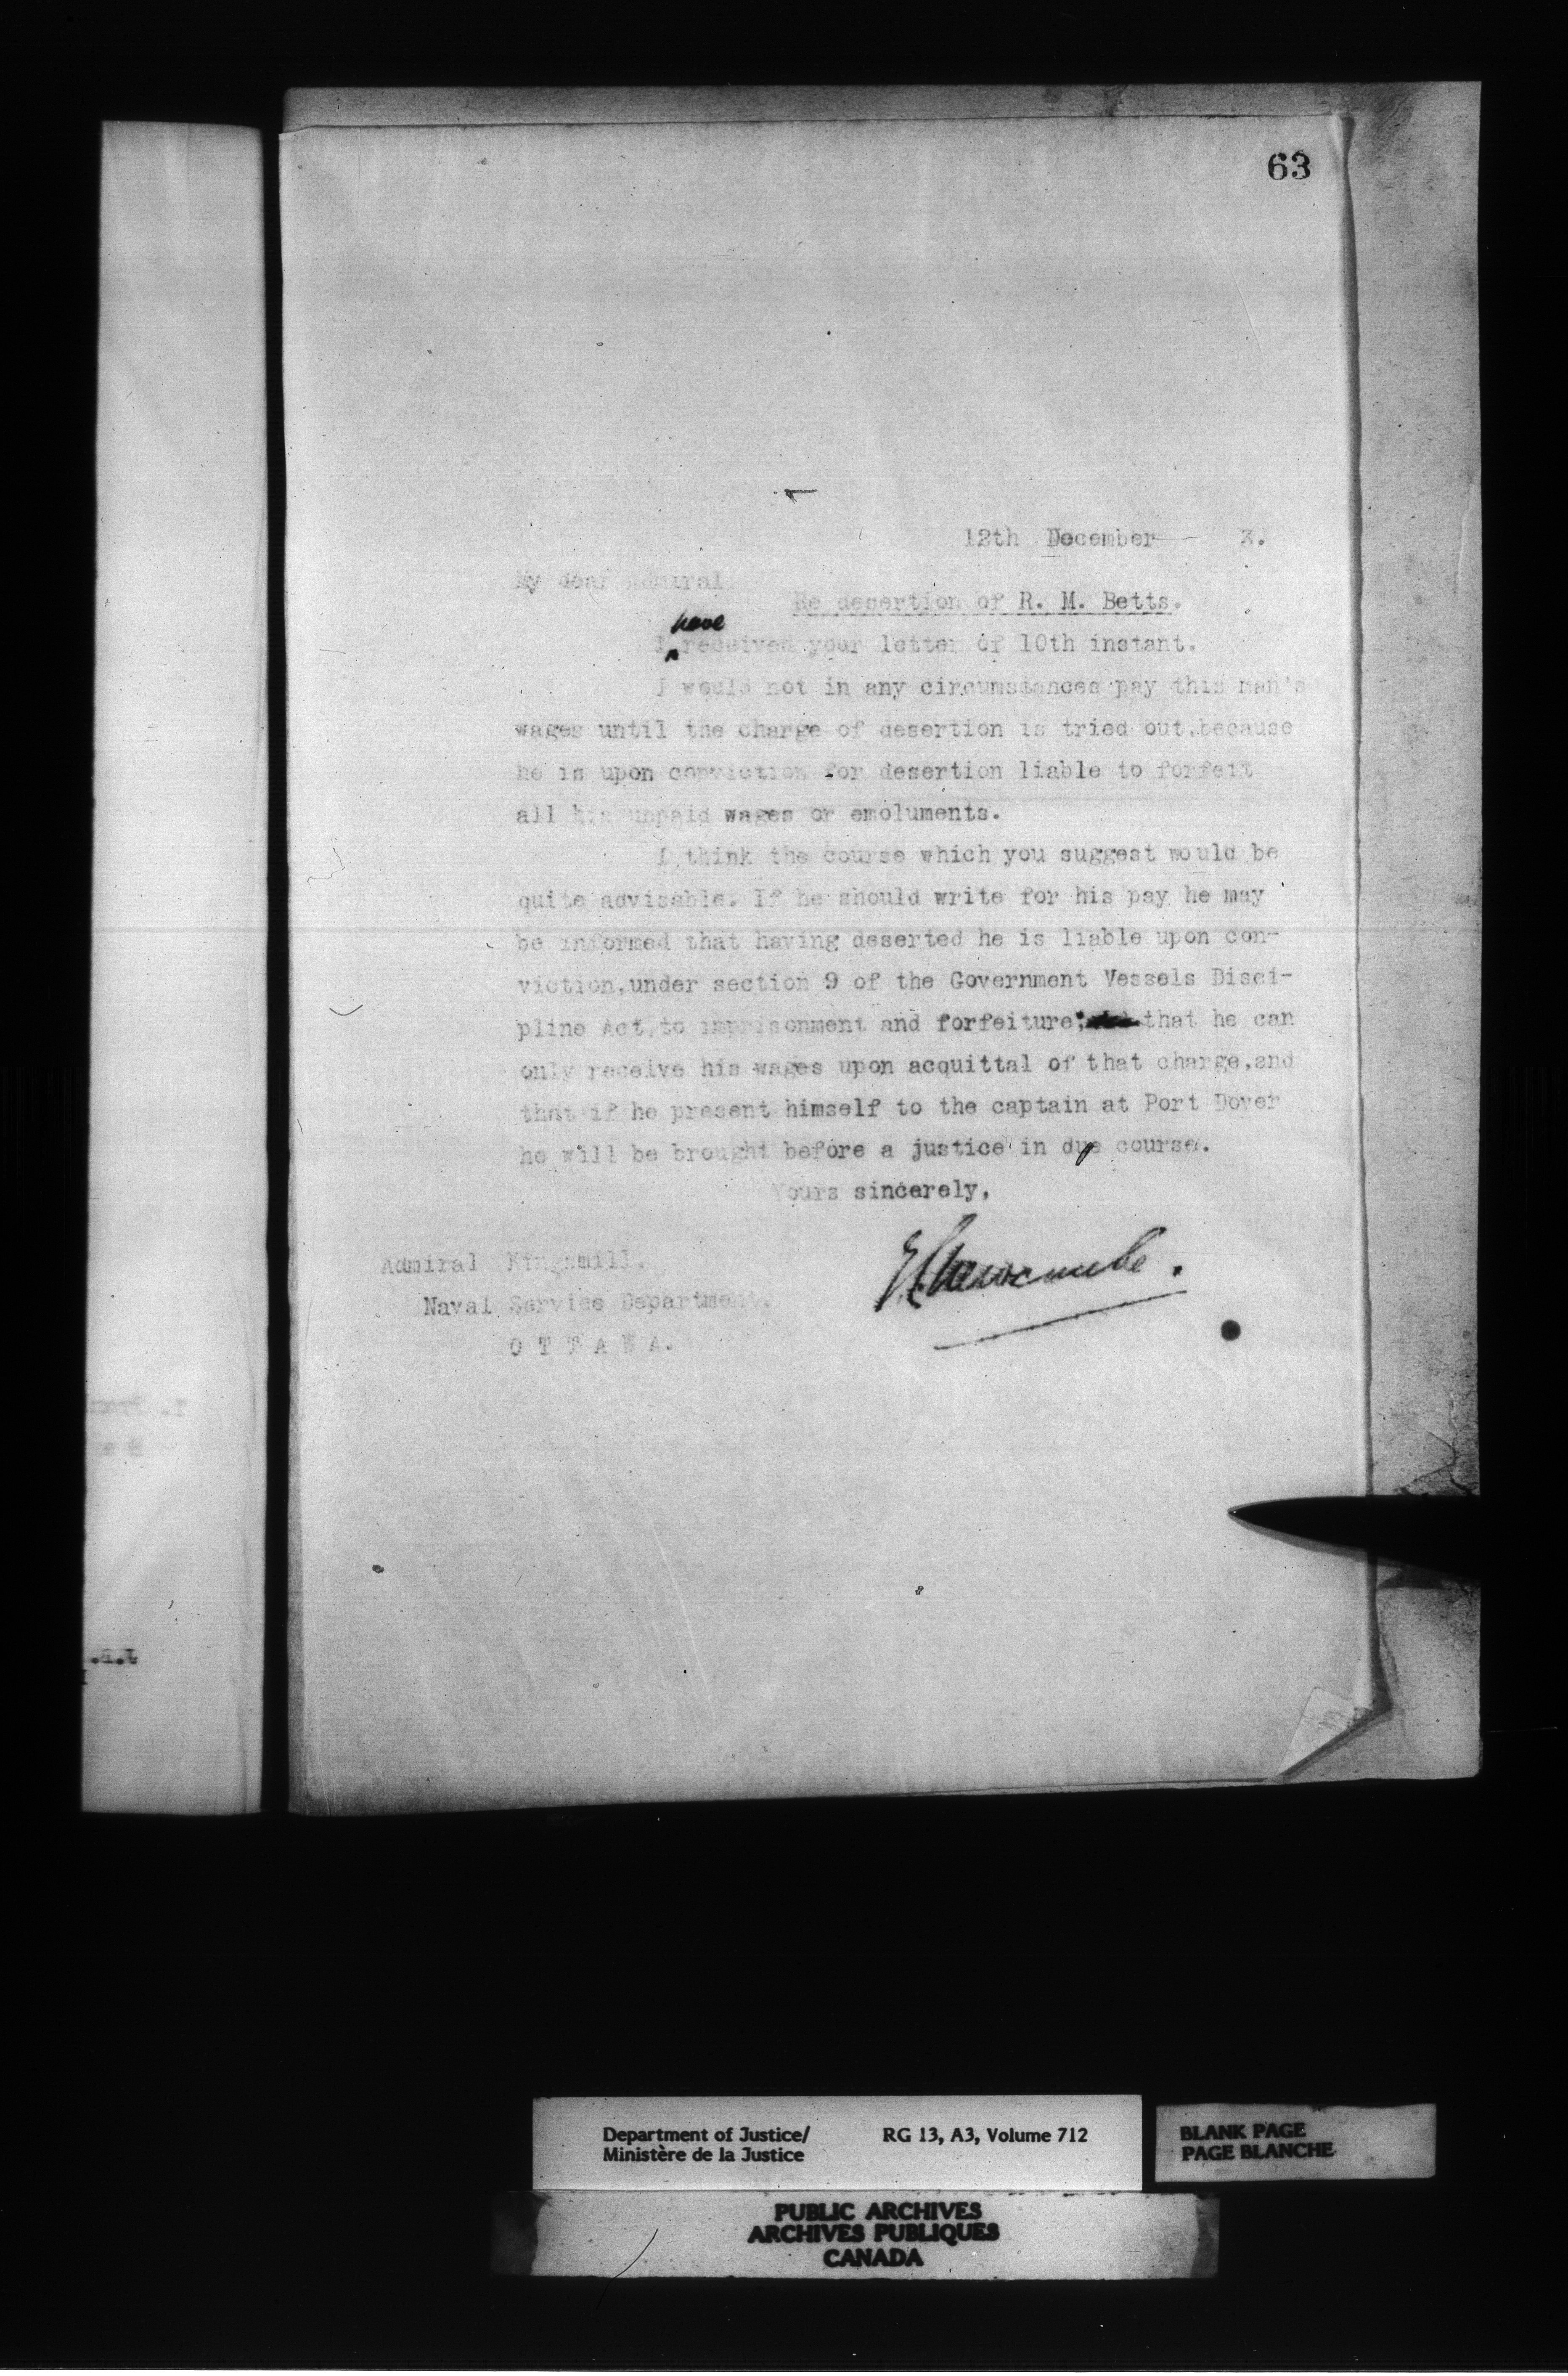 63
12th December 3.
My dear Admiral
Re desertion of R. M. Betts.
have
I received your letter of 10th instant.
I would not in any circumstances pay this man's
wages until the charge of desertion is tried out, because
he is upon conviction for desertion liable to forfeit
all his unpaid wages or emoluments.
I think the course which you suggest would be
quite advisable. If he should write for his pay he may
be informed that having deserted he is liable upon con-
viction, under section 9 of the Government Vessels Disci-
pline Act, to imprisonment and forfeiture; that he can
only receive his wages upon acquittal of that charge, and
that if he present himself to the captain at Port Dover
he will be brought before a justice in due course.
Yours sincerely,
E. L. Newcombe.
Admiral Kingsmill,
Naval Service Department,
O T T A W A.
Department of Justice/
Ministère de la Justice
RG 13, A3, Volume 712
BLANK PAGE
PAGE BLANCHE
PUBLIC ARCHIVES
ARCHIVES PUBLIQUES
CANADA